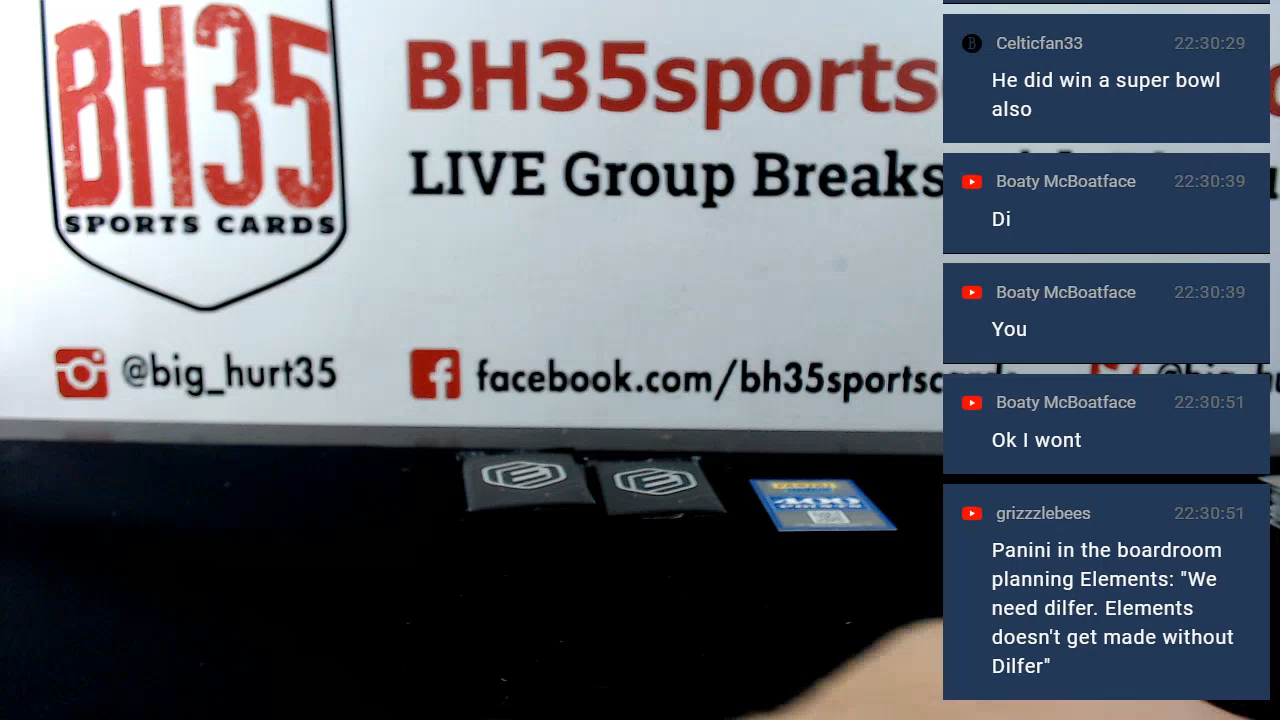 BH35
SPORTS CARDS
BH35sports
LIVE Group Breaks
@big_hurt35
facebook.com/bh35sportscards
400
POINTS
Celticfan33 22:30:29
He did win a super bowl
also
Boaty McBoatface 22:30:39
Di
Boaty McBoatface 22:30:39
You
Boaty McBoatface 22:30:51
Ok I wont
grizzzlebees 22:30:51
Panini in the boardroom
planning Elements: "We
need dilfer. Elements
doesn't get made without
Dilfer"